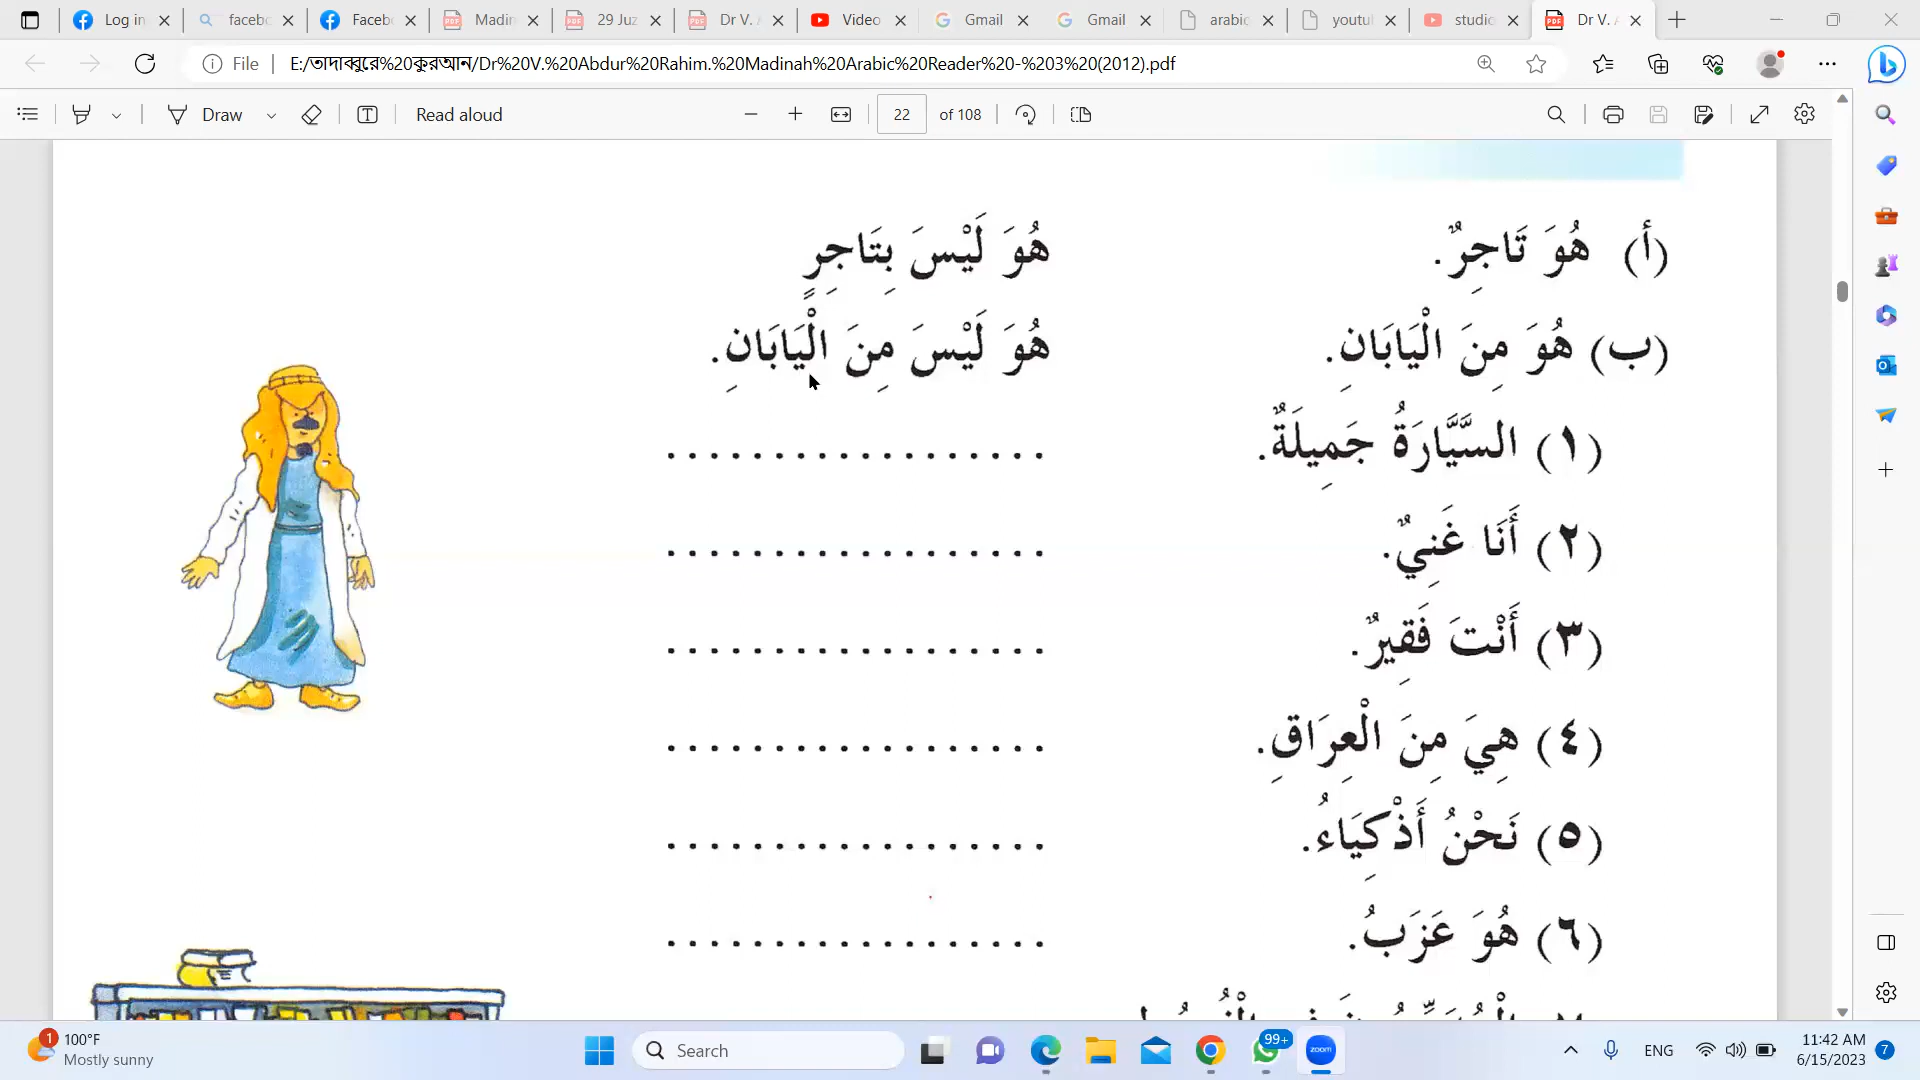 Log in
facebo
Faceb
Madin
29 Juz
Dr V. A
Video
Gmail
Gmail
arabic
youtu
studio
Dr V. A
File
E:/তাদাব্বুরে%20কুরআন/Dr%20V.%20Abdur%20Rahim.%20Madinah%20Arabic%20Reader%20-%203%20(2012).pdf
Draw
Read aloud
22 of 108
(أ) هُوَ تَاجِرٌ. هُوَ لَيْسَ بِتَاجِرٍ
(ب) هُوَ مِنَ الْيَابَانِ. هُوَ لَيْسَ مِنَ الْيَابَانِ.
(١) السَّيَّارَةُ جَمِيلَةٌ. ..................
(٢) أَنَا غَنِيٌّ. ..................
(٣) أَنْتَ فَقِيرٌ. ..................
(٤) هِيَ مِنَ الْعِرَاقِ. ..................
(٥) نَحْنُ أَذْكِيَاءُ. ..................
(٦) هُوَ عَزَبٌ. ..................
1
100°F
Mostly sunny
Search
99+
zoom
ENG
11:42 AM
6/15/2023
7